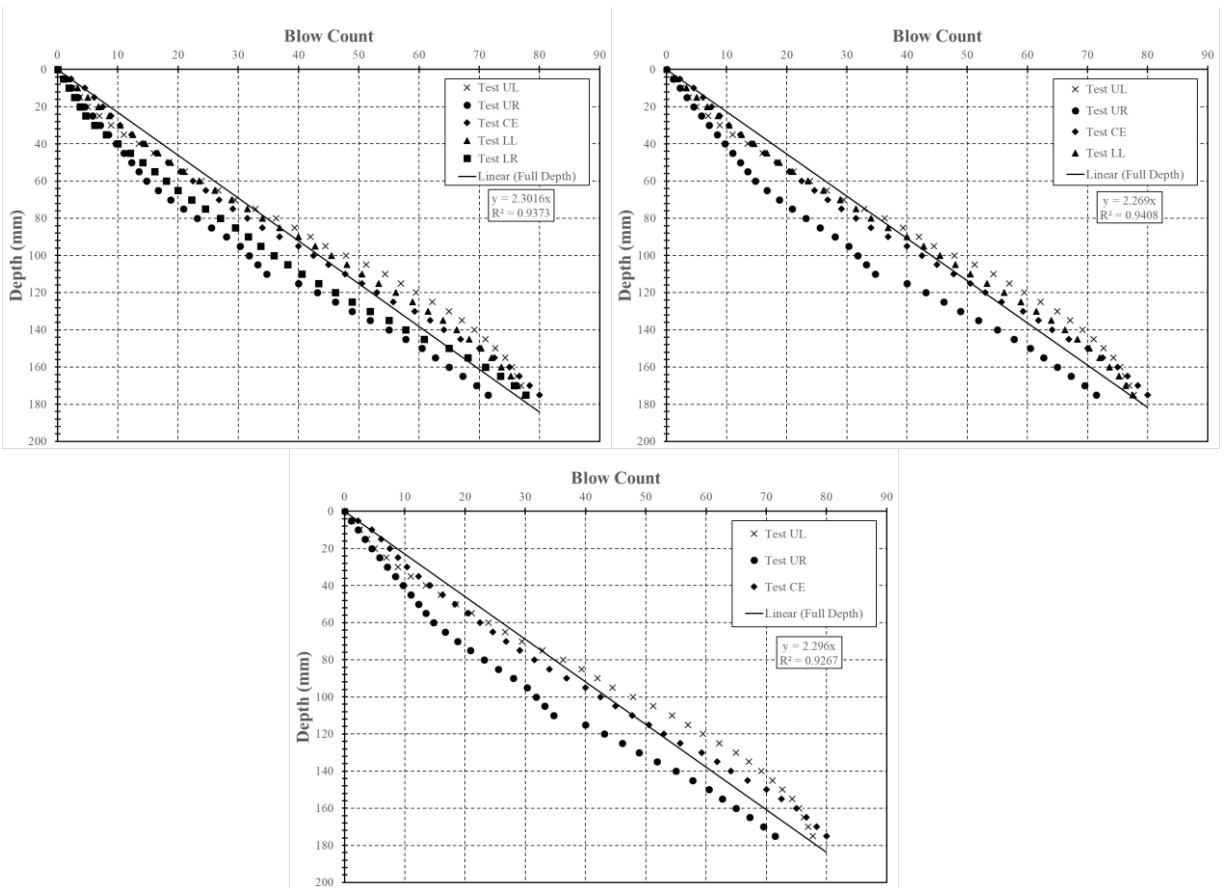 Blow Count
0 10 20 30 40 50 60 70 80 90
0
20
40
60
80
100
120
140
160
180
200
Depth (mm)
Test UL
Test UR
Test CE
Test LL
Test LR
Linear (Full Depth)
y = 2.3016x
R² = 0.9373
Blow Count
0 10 20 30 40 50 60 70 80 90
0
20
40
60
80
100
120
140
160
180
200
Depth (mm)
Test UL
Test UR
Test CE
Test LL
Linear (Full Depth)
y = 2.269x
R² = 0.9408
Blow Count
0 10 20 30 40 50 60 70 80 90
0
20
40
60
80
100
120
140
160
180
200
Depth (mm)
Test UL
Test UR
Test CE
Linear (Full Depth)
y = 2.296x
R² = 0.9267